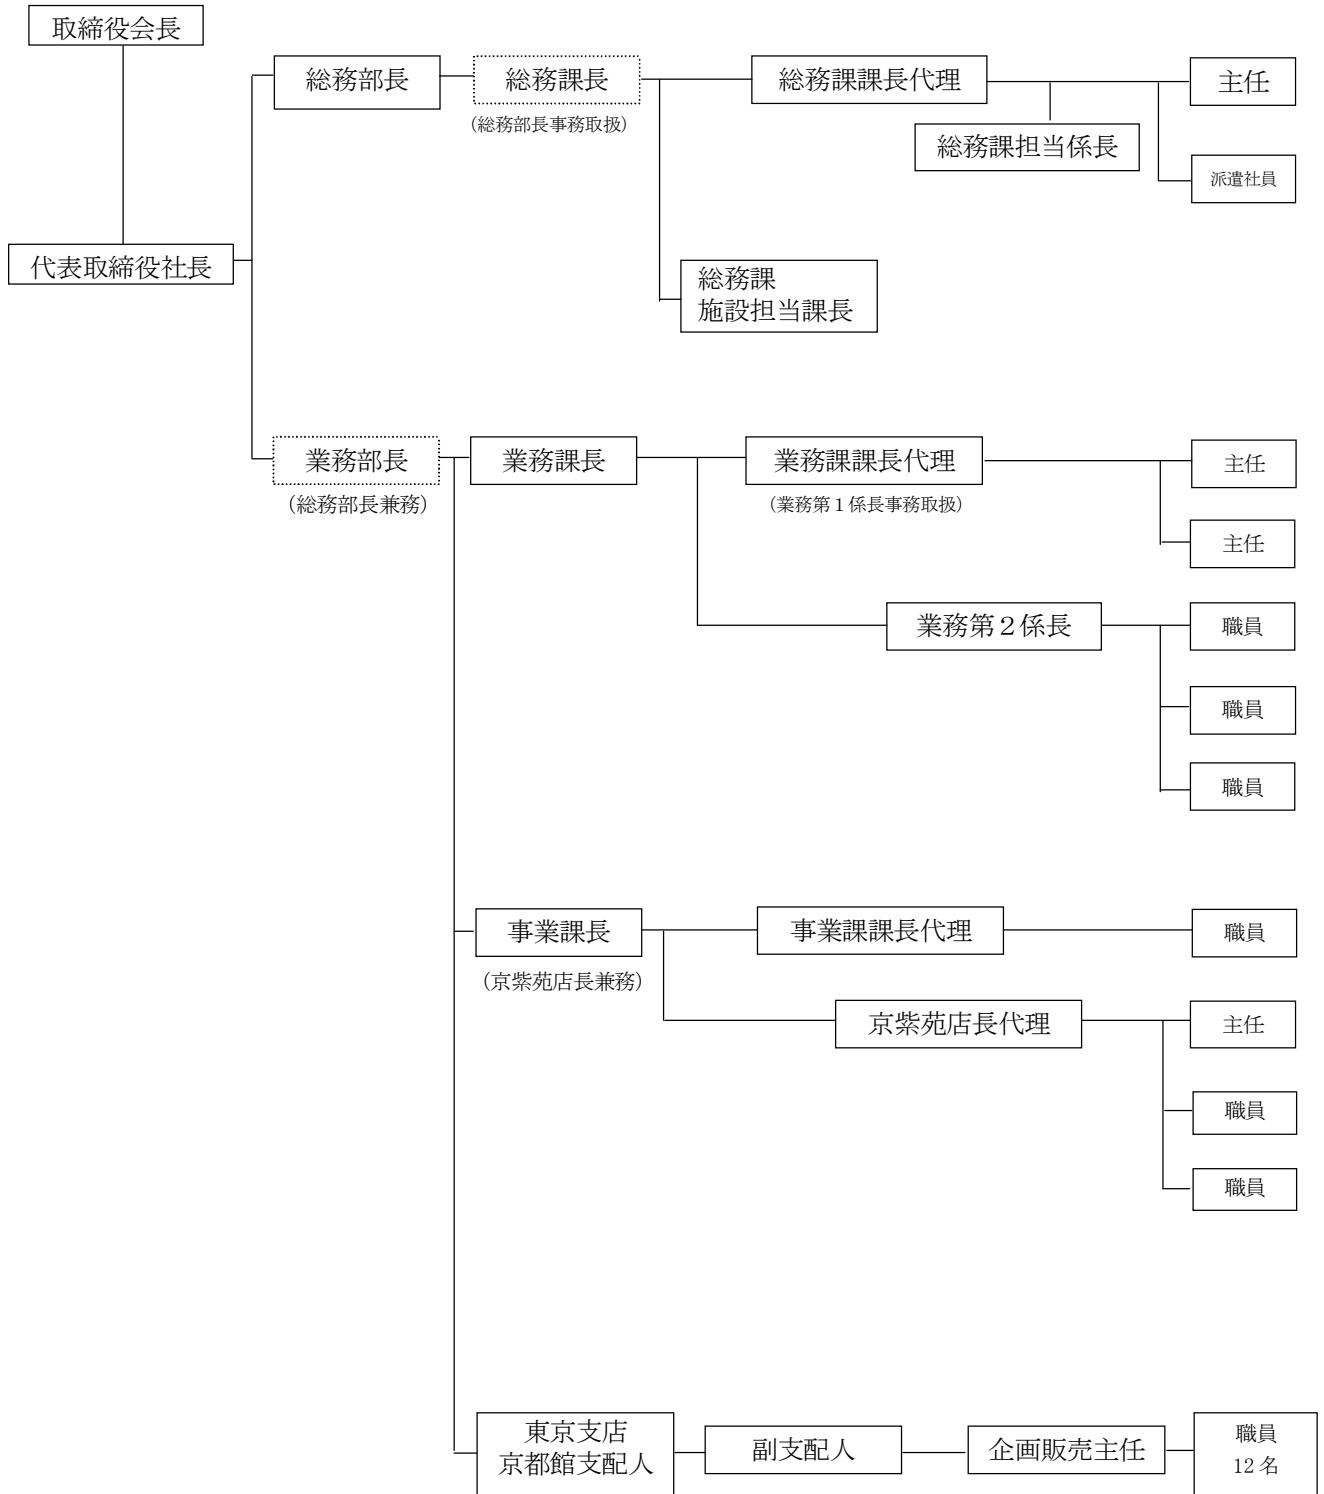 取締役会長
総務部長
総務課長
(総務部長事務取扱)
総務課課長代理
主任
総務課担当係長
派遣社員
代表取締役社長
総務課
施設担当課長
業務部長
(総務部長兼務)
業務課長
業務課課長代理
(業務第１係長事務取扱)
主任
主任
業務第２係長
職員
職員
職員
事業課長
(京紫苑店長兼務)
事業課課長代理
職員
京紫苑店長代理
主任
職員
職員
東京支店
京都館支配人
副支配人
企画販売主任
職員
12名